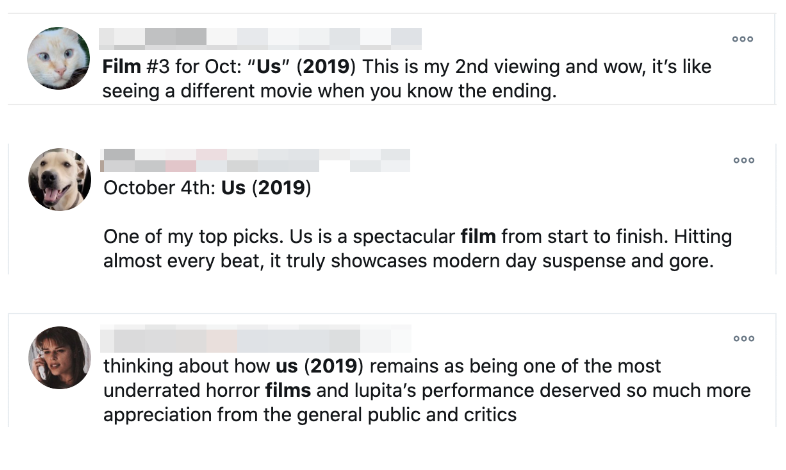 Film #3 for Oct: “Us” (2019) This is my 2nd viewing and wow, it’s like
seeing a different movie when you know the ending.
October 4th: Us (2019)
One of my top picks. Us is a spectacular film from start to finish. Hitting
almost every beat, it truly showcases modern day suspense and gore.
thinking about how us (2019) remains as being one of the most
underrated horror films and lupita’s performance deserved so much more
appreciation from the general public and critics